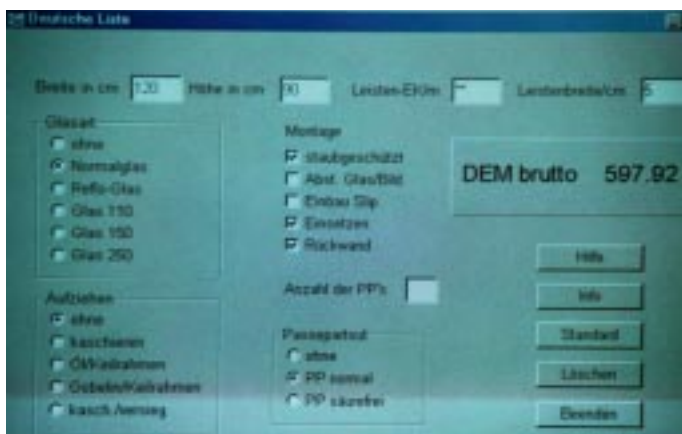 Deutsche Liste
Breite in cm 120 Höhe in cm 90 Leisten-EK/m ** Leistenbreite/cm 5
Glasart
ohne
Normalglas
Reflo-Glas
Glas 110
Glas 150
Glas 250
Montage
staubgeschützt
Abst. Glas/Bild
Einbau Slip
Einsetzen
Rückwand
DEM brutto 597.92
Anzahl der PP's
Aufziehen
ohne
kaschieren
Öl/Keilrahmen
Gobelin/Keilrahmen
kasch./versieg
Passepartout
ohne
PP normal
PP säurefrei
Hilfe
Info
Standard
Löschen
Beenden